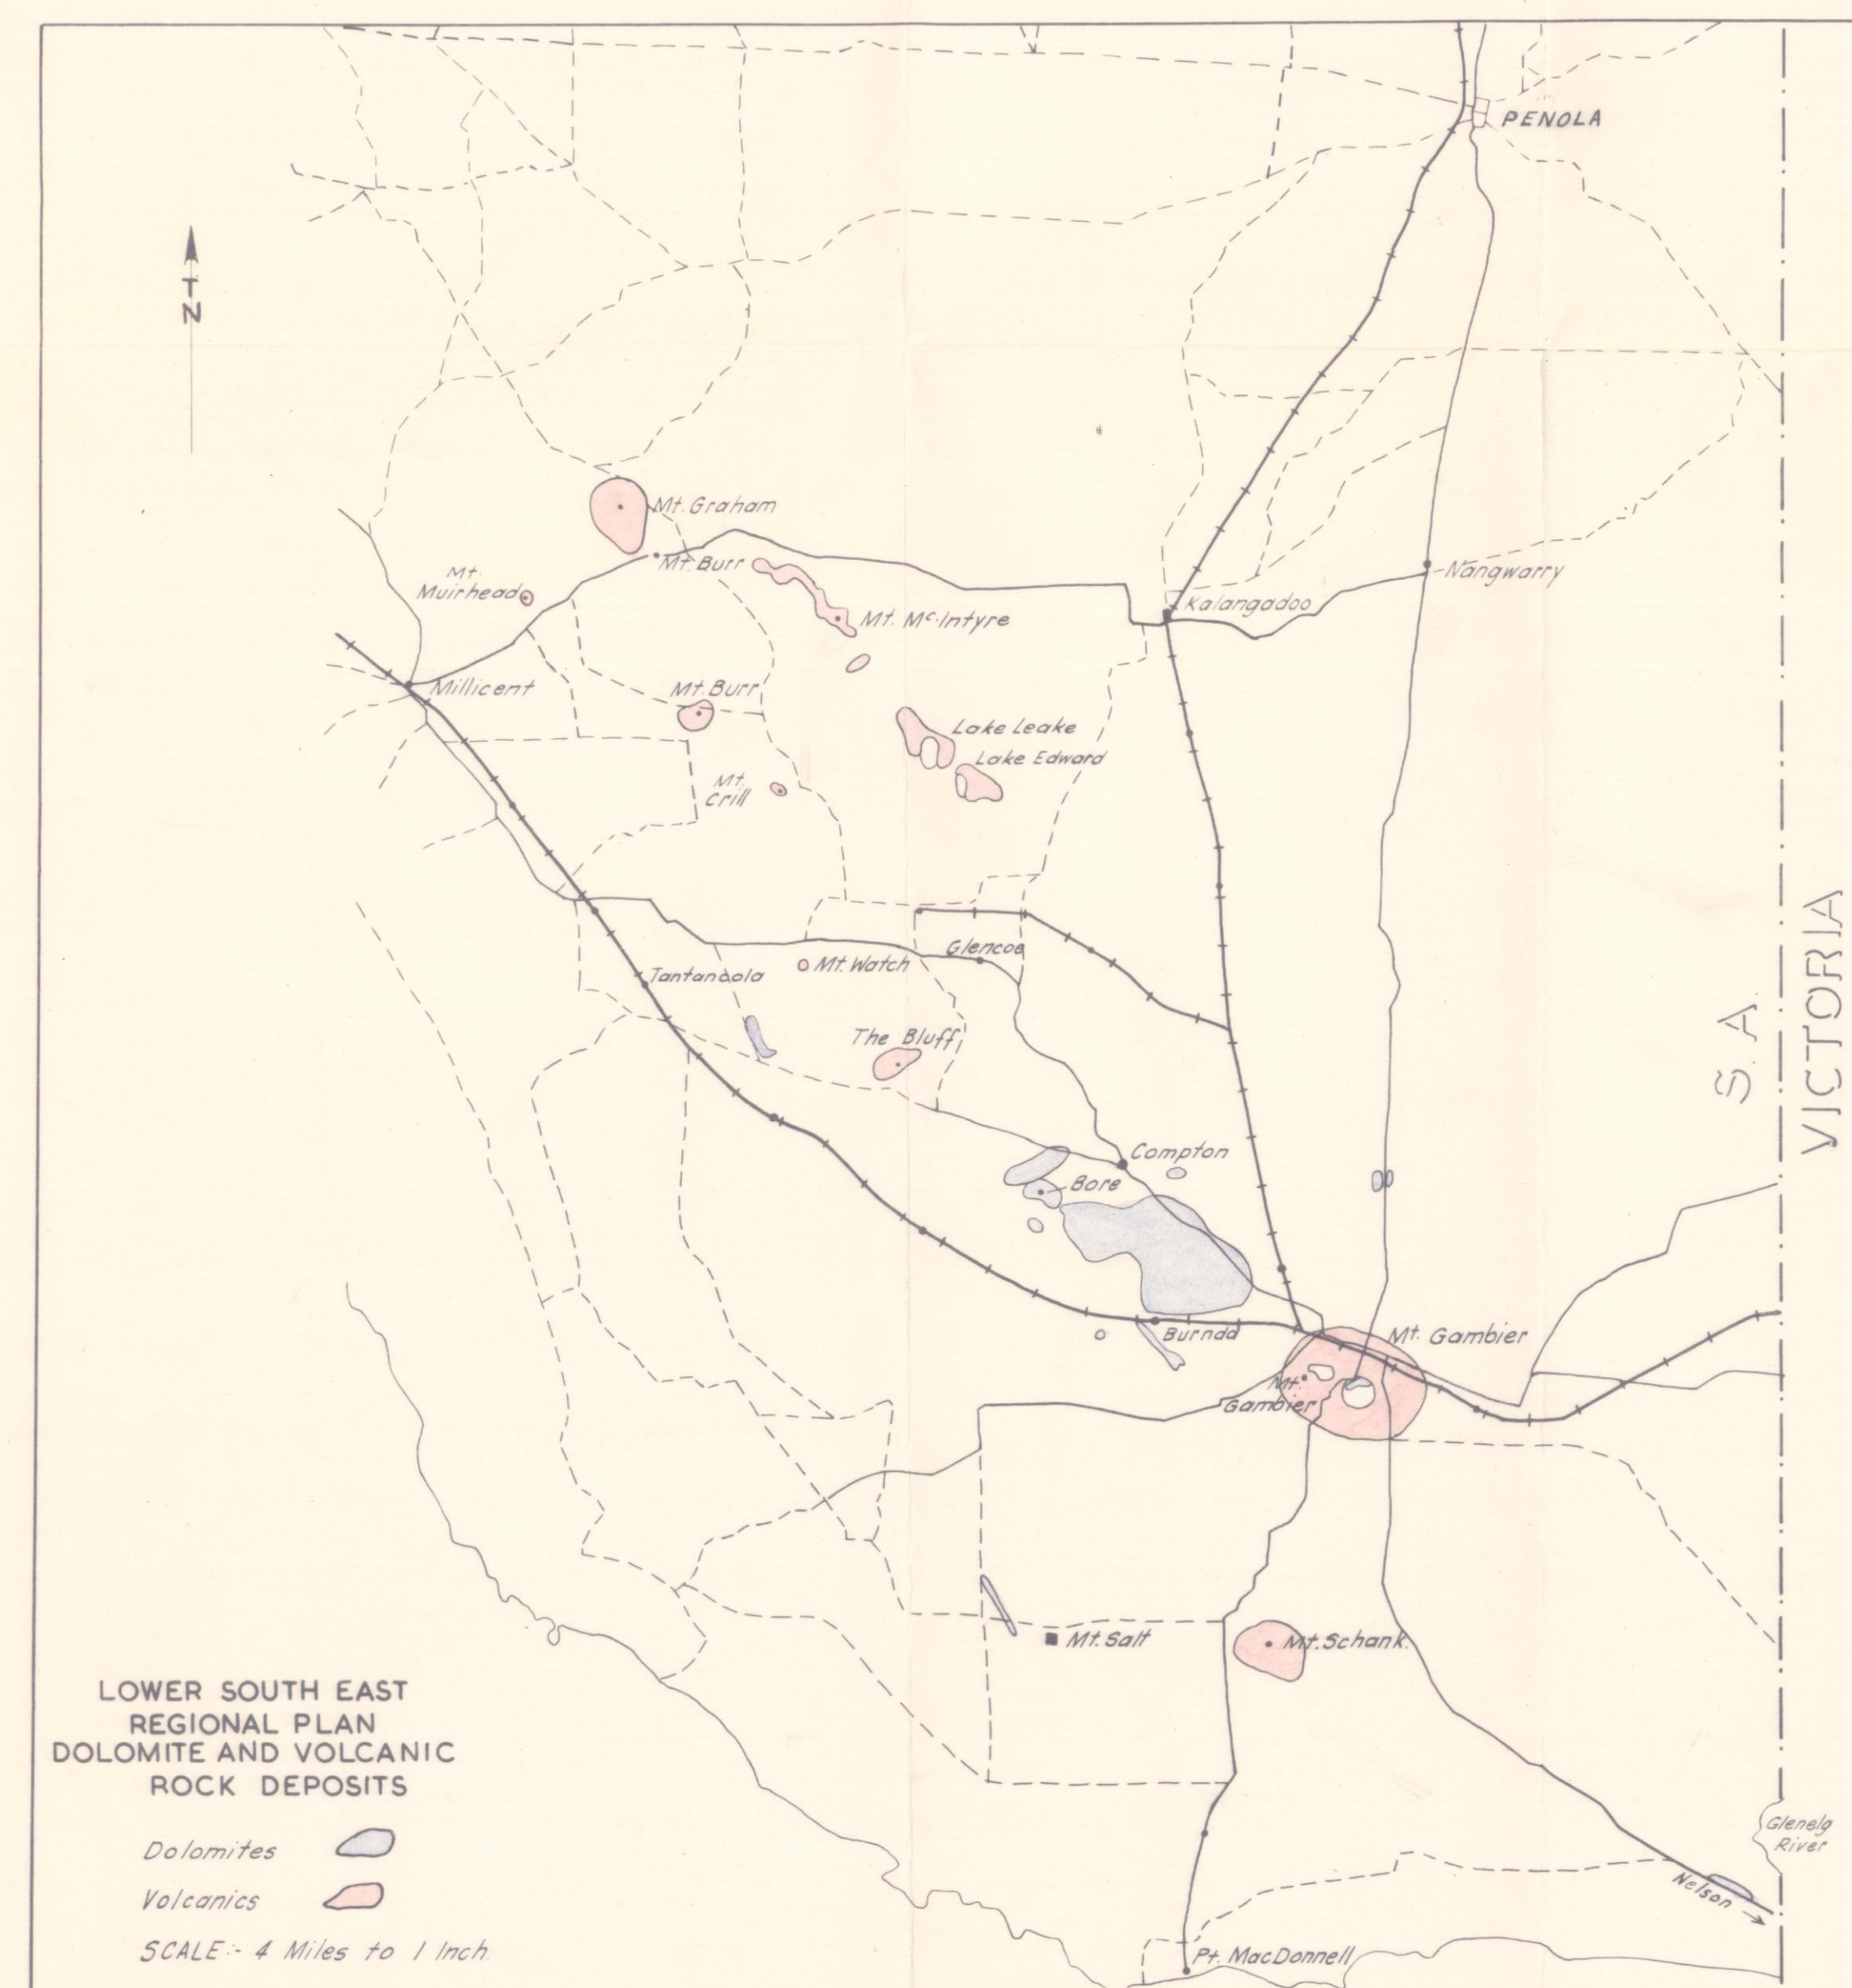 PENOLA
T
N
Mt. Graham
Mt. Burr
Mt.
Muirhead
Nangwarry
Kalangadoo
Mt. Mc.Intyre
Millicent
Mt. Burr
Lake Leake
Lake Edward
Mt.
Crill
Glencoe
Mt. Watch
Tantanoola
The Bluff
S. A.
VICTORIA
Compton
Bore
Burnda
Mt. Gambier
Mt.
Gambier
Mt. Salt
Mt. Schank.
LOWER SOUTH EAST
REGIONAL PLAN
DOLOMITE AND VOLCANIC
ROCK DEPOSITS
Dolomites
Volcanics
SCALE:- 4 Miles to 1 Inch
Glenelg
River
Nelson
Pt. MacDonnell